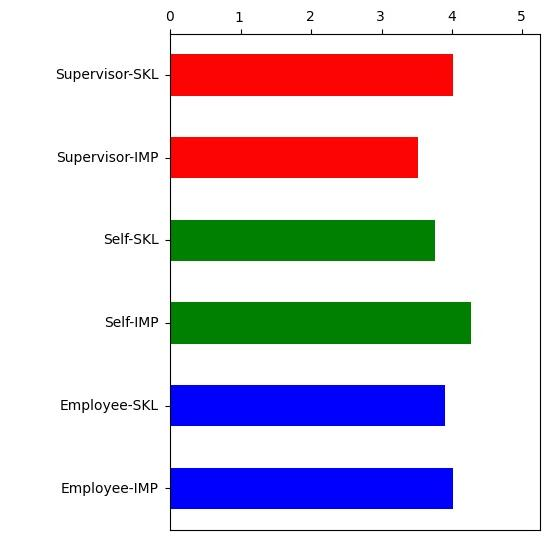 0 1 2 3 4 5
Supervisor-SKL
Supervisor-IMP
Self-SKL
Self-IMP
Employee-SKL
Employee-IMP